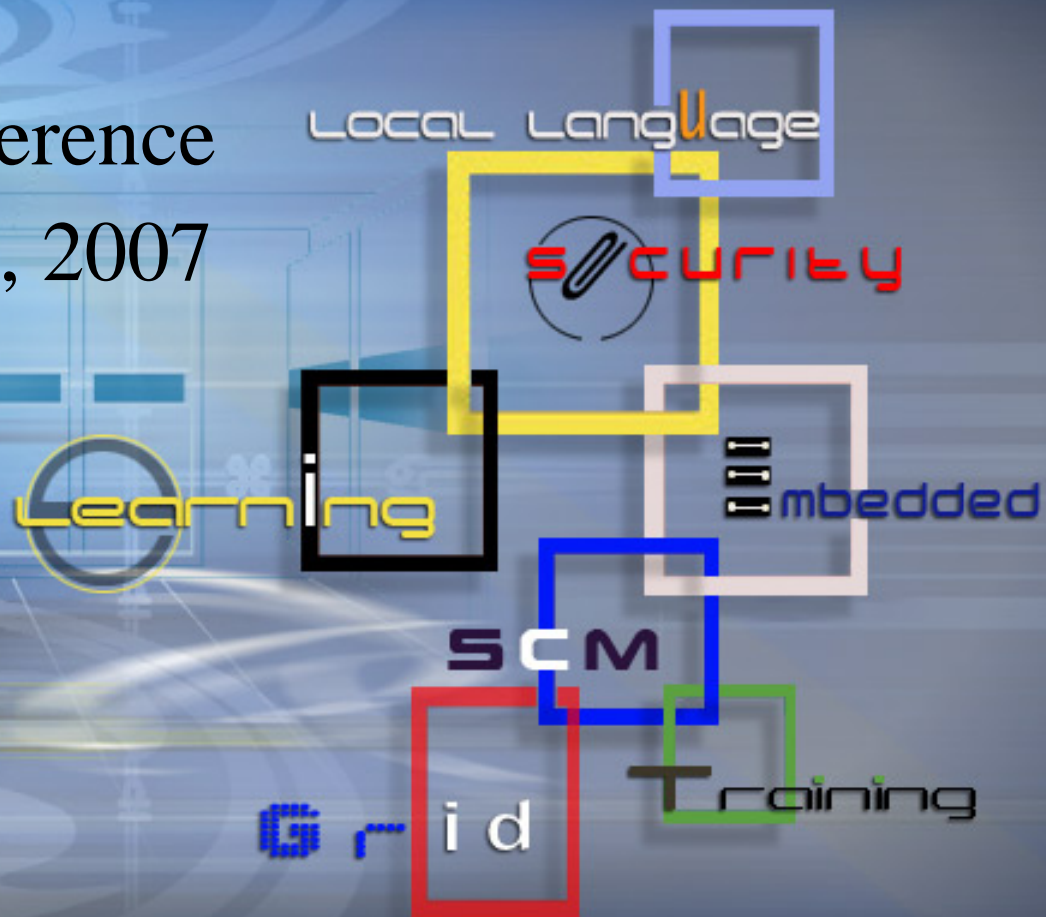 erence
, 2007
Local Language
Security
Learning
Embedded
SCM
Training
Grid